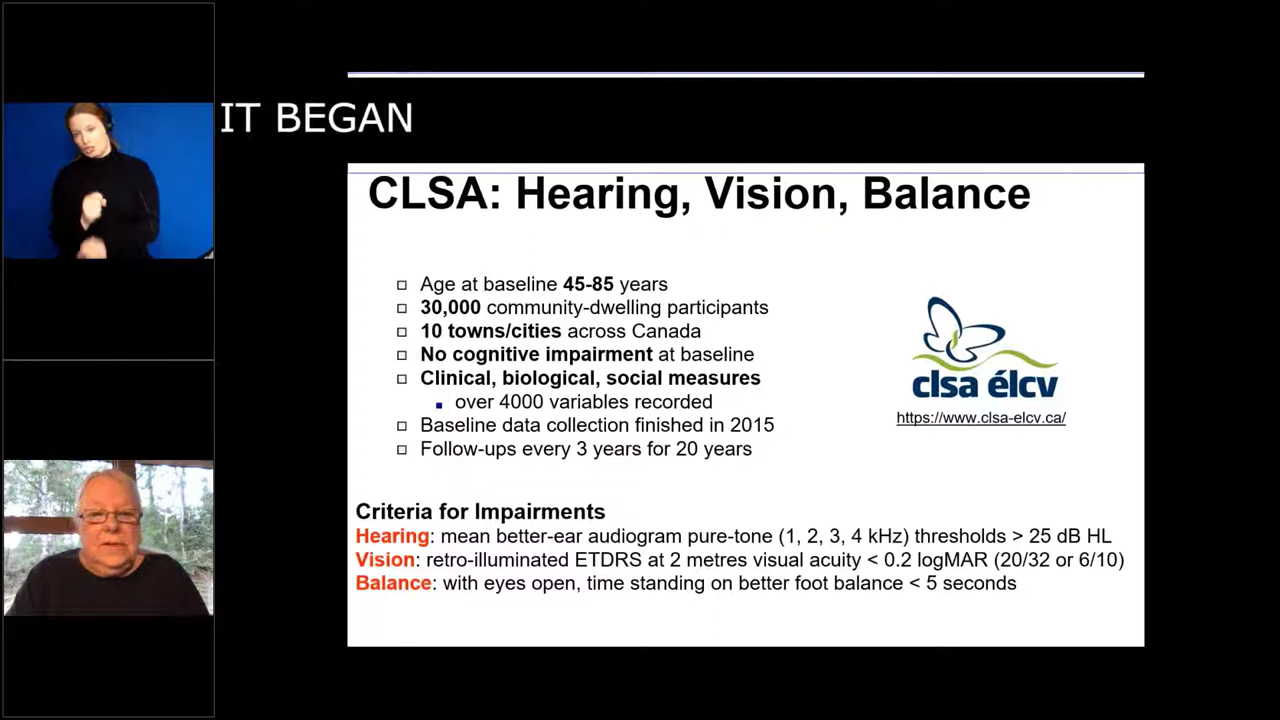 IT BEGAN
CLSA: Hearing, Vision, Balance
Age at baseline 45-85 years
30,000 community-dwelling participants
10 towns/cities across Canada
No cognitive impairment at baseline
Clinical, biological, social measures
over 4000 variables recorded
Baseline data collection finished in 2015
Follow-ups every 3 years for 20 years
clsa élcv
https://www.clsa-elcv.ca/
Criteria for Impairments
Hearing: mean better-ear audiogram pure-tone (1, 2, 3, 4 kHz) thresholds > 25 dB HL
Vision: retro-illuminated ETDRS at 2 metres visual acuity < 0.2 logMAR (20/32 or 6/10)
Balance: with eyes open, time standing on better foot balance < 5 seconds